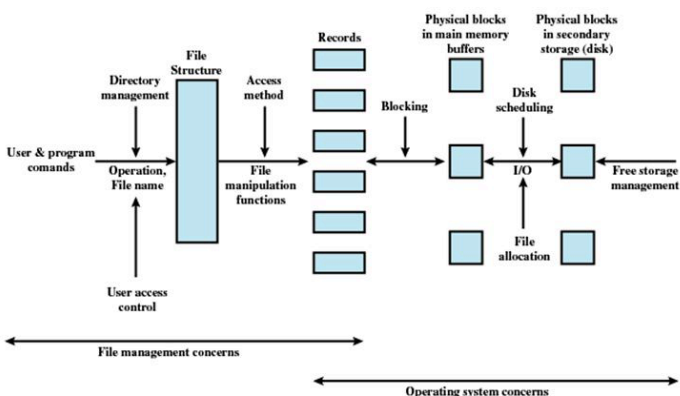 Physical blocks
in main memory
buffers
Physical blocks
in secondary
storage (disk)
Records
File
Structure
Directory
management
Access
method
Blocking
Disk
scheduling
User & program
comands
Operation,
File name
File
manipulation
functions
I/O
Free storage
management
File
allocation
User access
control
File management concerns
Operating system concerns